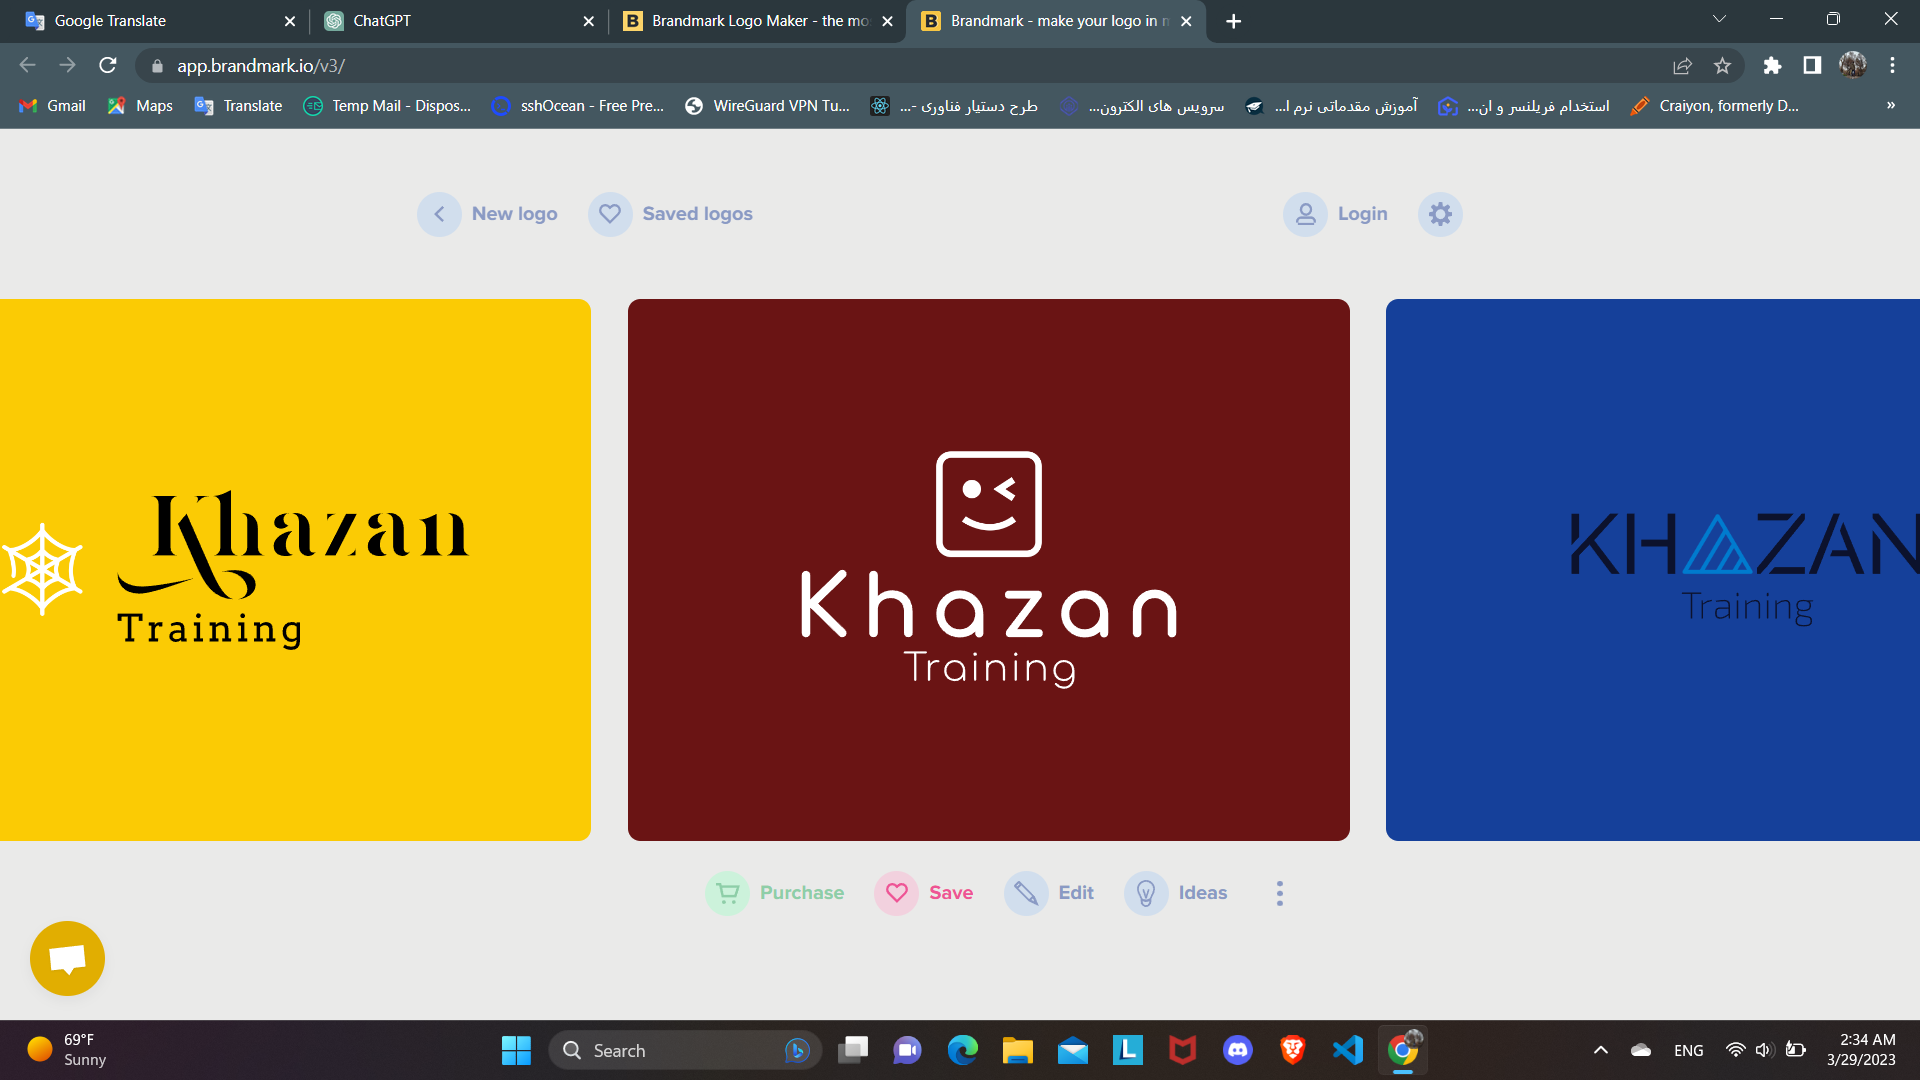 Google Translate
ChatGPT
Brandmark Logo Maker - the mo
Brandmark - make your logo in m
app.brandmark.io/v3/
Gmail
Maps
Translate
Temp Mail - Dispos...
sshOcean - Free Pre...
WireGuard VPN Tu...
طرح دستیار فناوری -...
سرویس های الکترون...
آموزش مقدماتی نرم ا...
استخدام فریلنسر و ان...
Craiyon, formerly D...
»
New logo
Saved logos
Login
Khazan
Training
Khazan
Training
KHAZAN
Training
Purchase
Save
Edit
Ideas
69°F
Sunny
Search
ENG
2:34 AM
3/29/2023